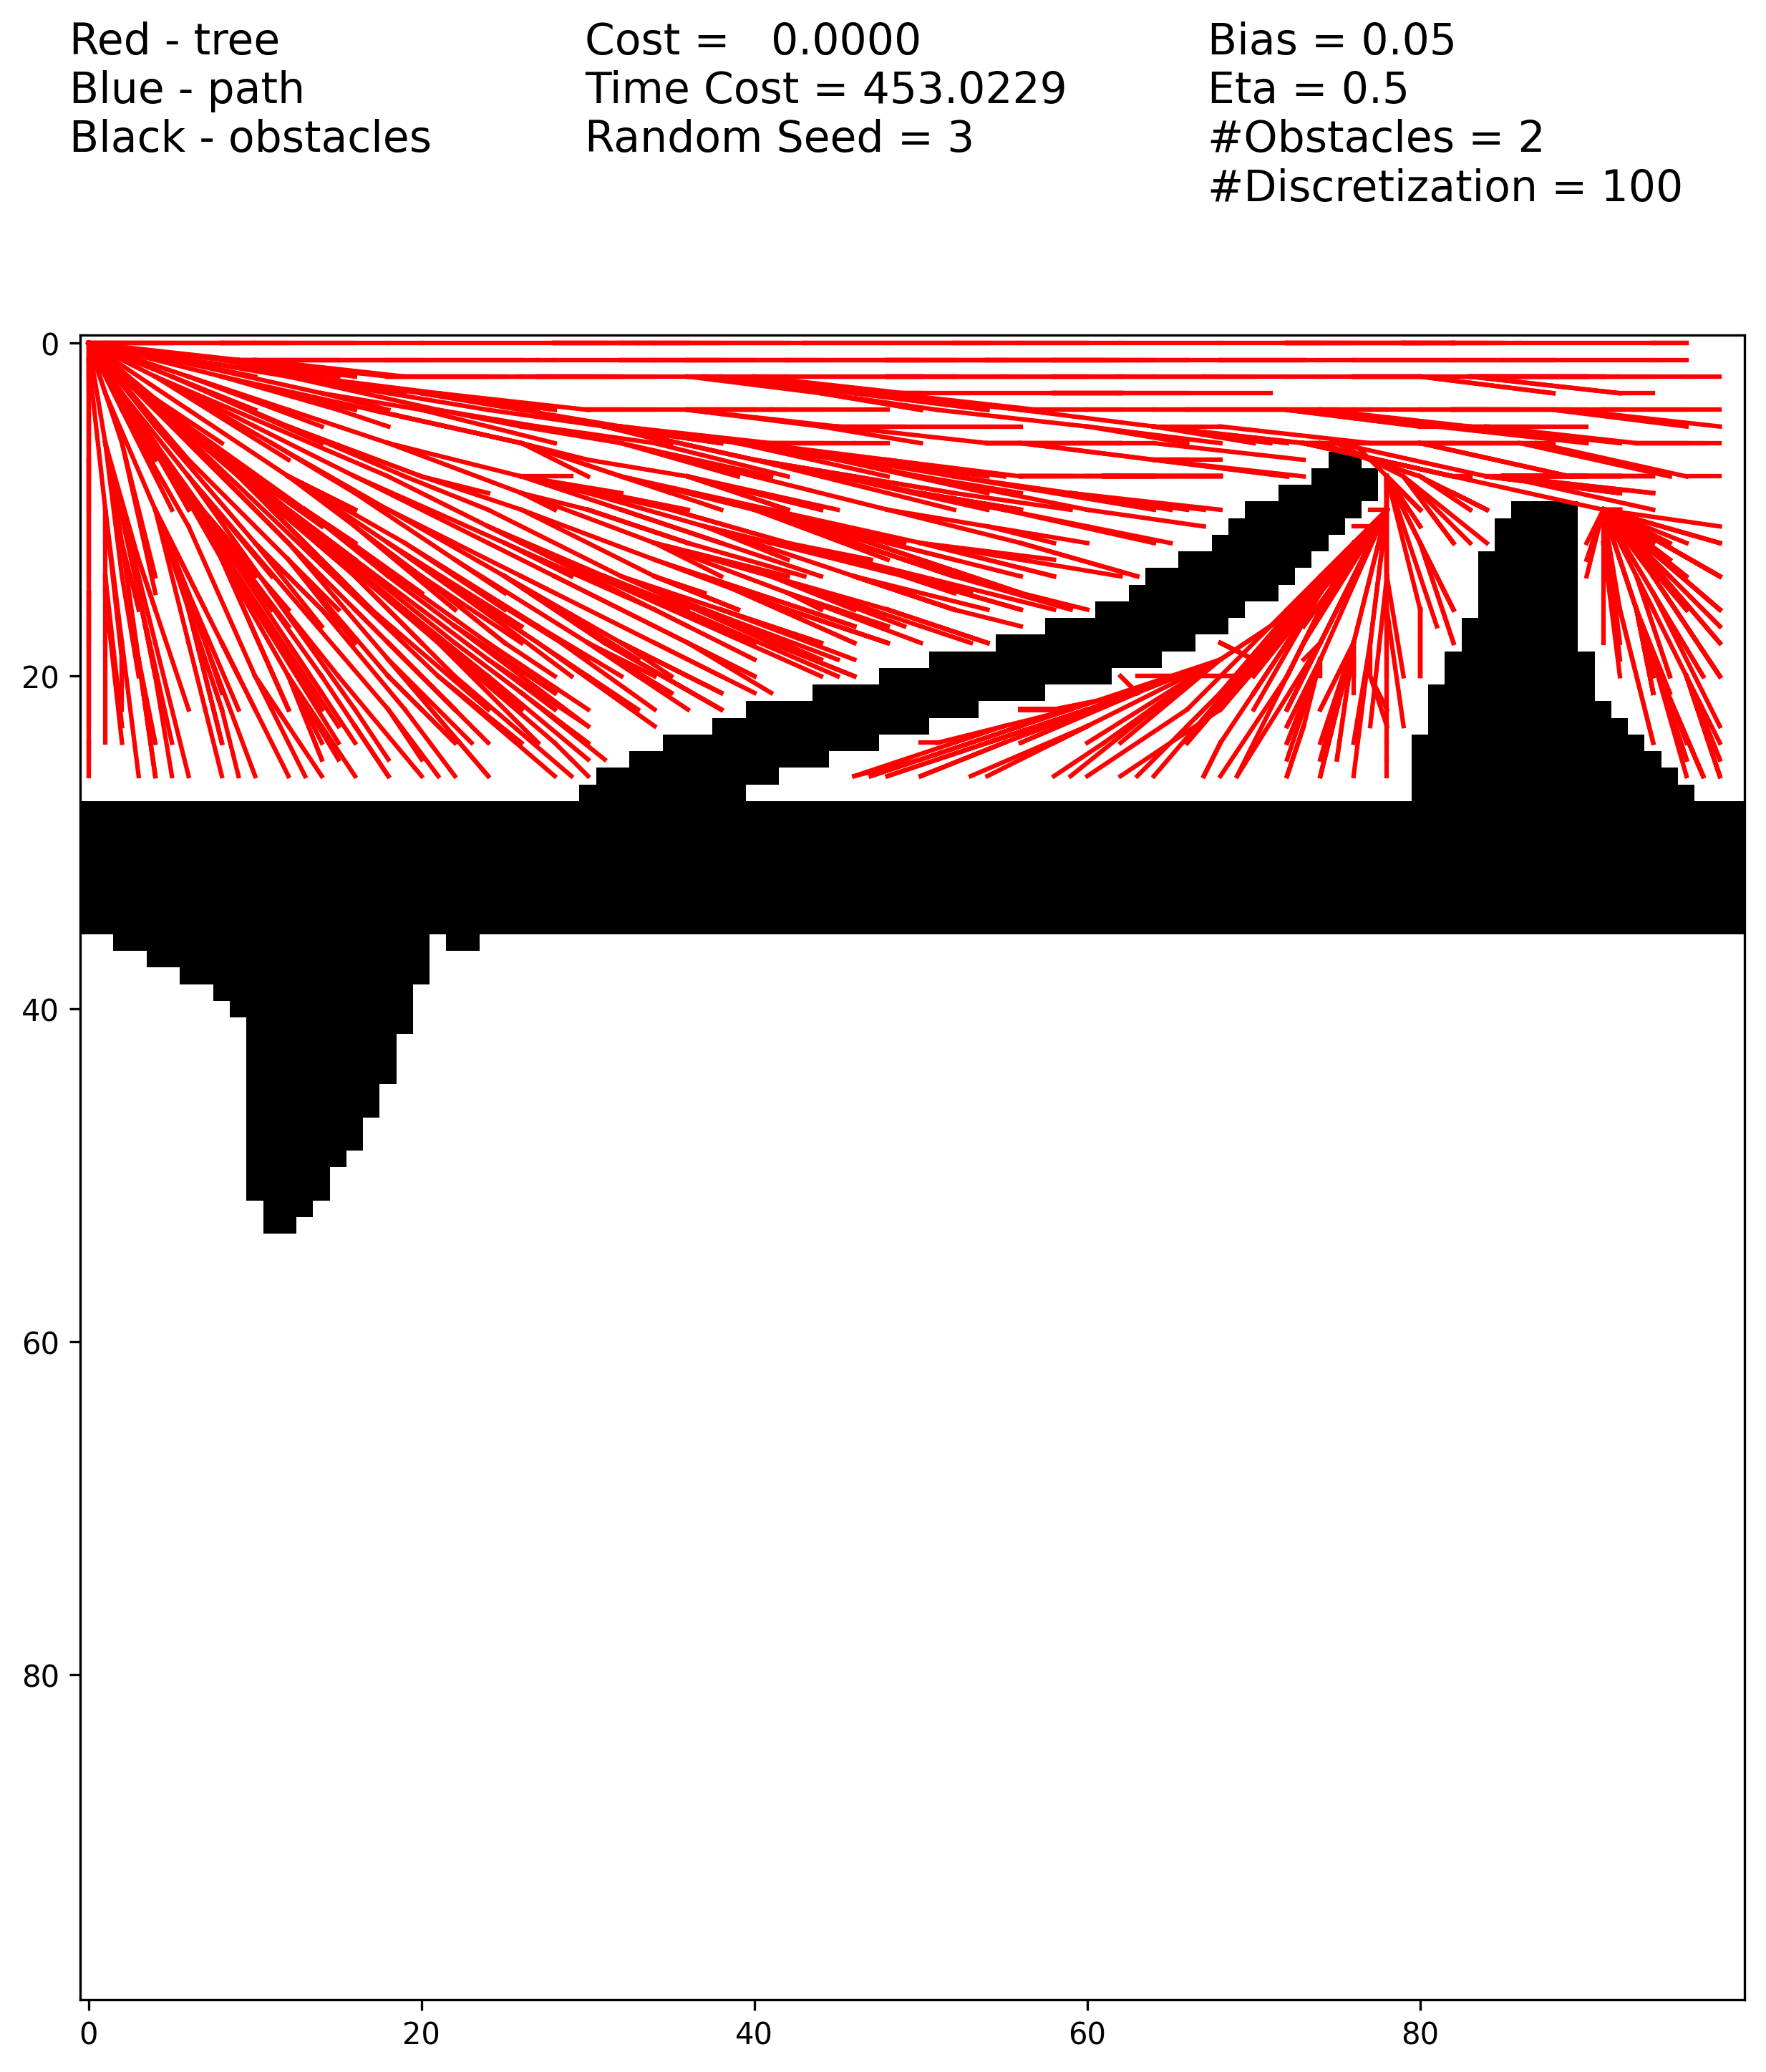 Red - tree
Blue - path
Black - obstacles
Cost =   0.0000
Time Cost = 453.0229
Random Seed = 3
Bias = 0.05
Eta = 0.5
#Obstacles = 2
#Discretization = 100
0
20
40
60
80
0 20 40 60 80